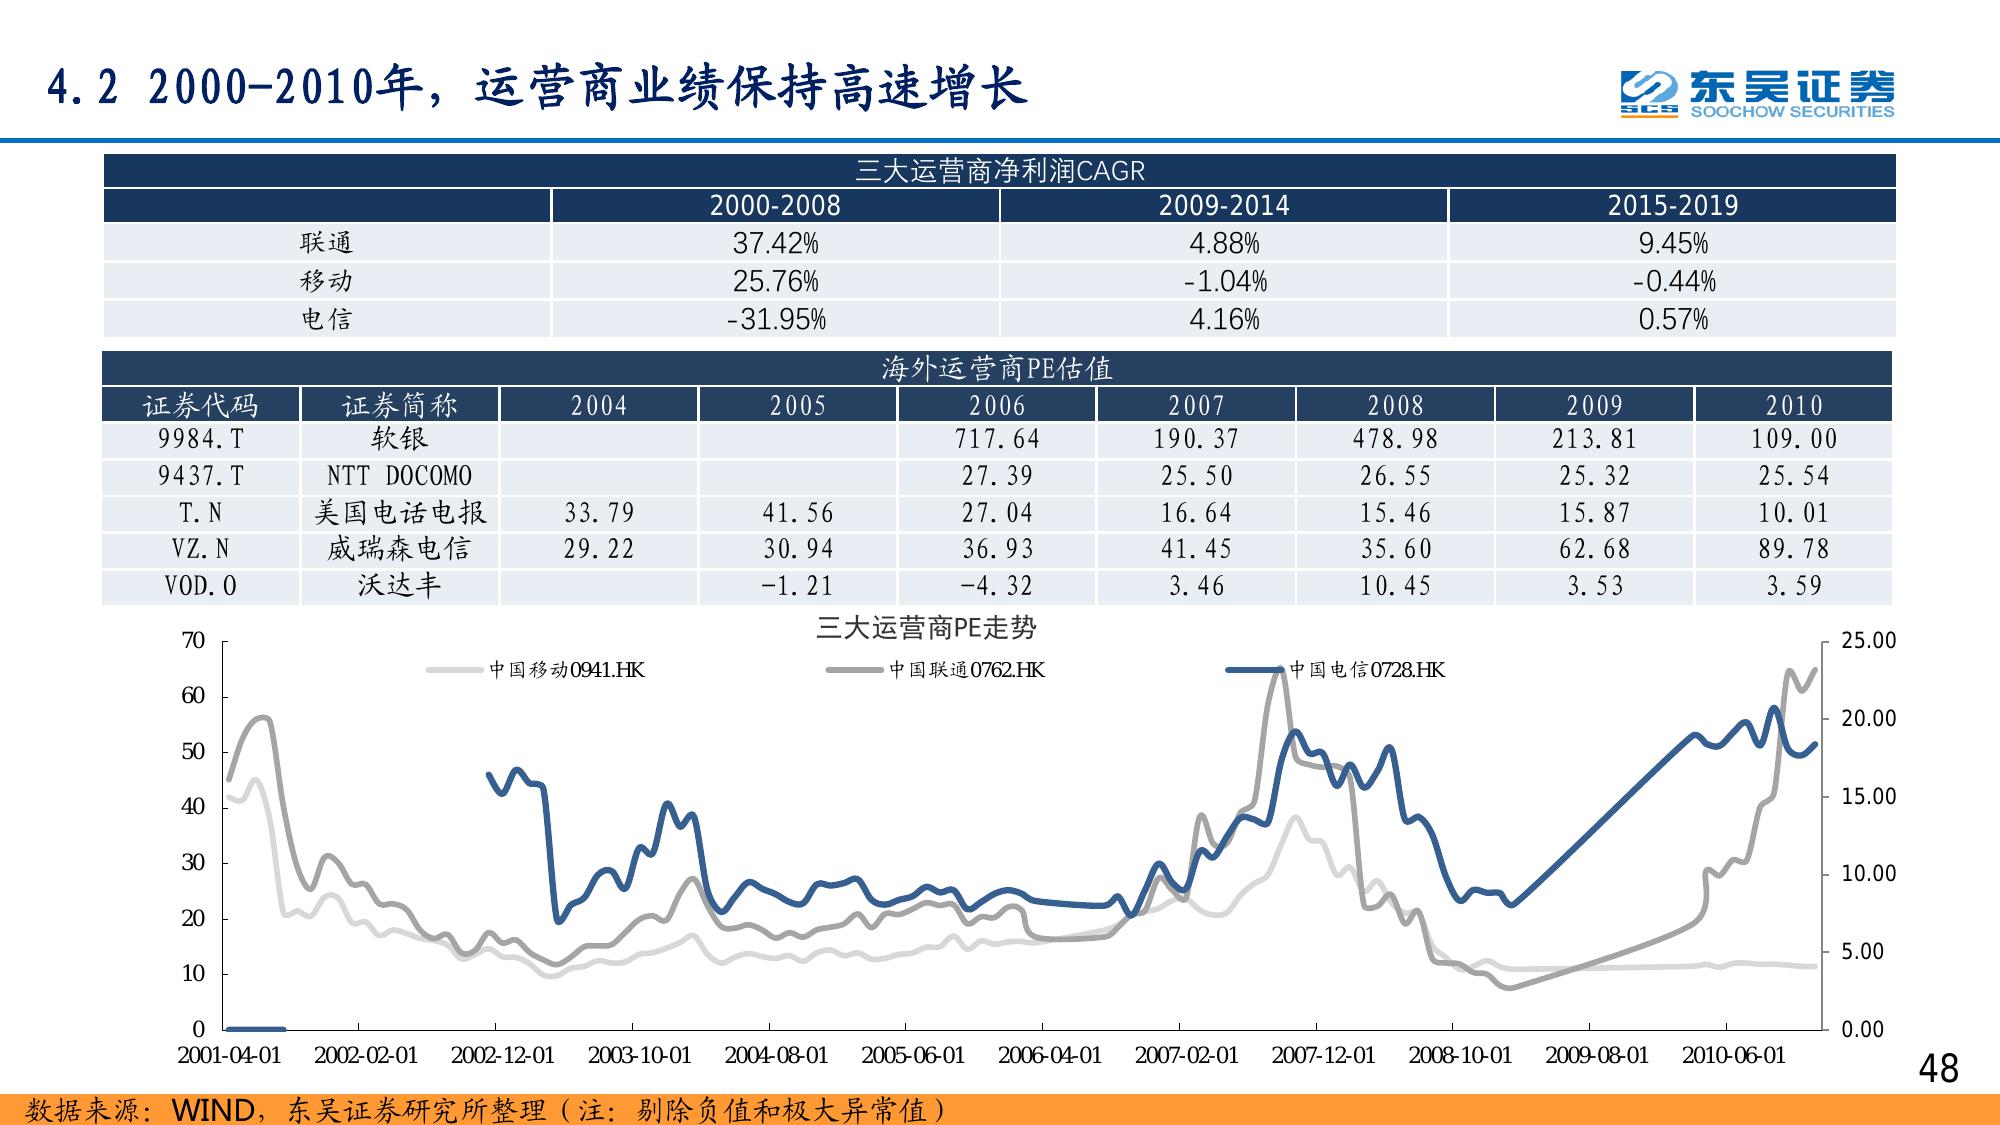 4.2 2000-2010年，运营商业绩保持高速增长
SCS 东吴证券
SOOCHOW SECURITIES
三大运营商净利润CAGR
2000-2008 2009-2014 2015-2019
联通 37.42% 4.88% 9.45%
移动 25.76% -1.04% -0.44%
电信 -31.95% 4.16% 0.57%
海外运营商PE估值
证券代码 证券简称 2004 2005 2006 2007 2008 2009 2010
9984.T 软银 717.64 190.37 478.98 213.81 109.00
9437.T NTT DOCOMO 27.39 25.50 26.55 25.32 25.54
T.N 美国电话电报 33.79 41.56 27.04 16.64 15.46 15.87 10.01
VZ.N 威瑞森电信 29.22 30.94 36.93 41.45 35.60 62.68 89.78
VOD.O 沃达丰 -1.21 -4.32 3.46 10.45 3.53 3.59
三大运营商PE走势
中国移动0941.HK 中国联通0762.HK 中国电信0728.HK
70
60
50
40
30
20
10
0
25.00
20.00
15.00
10.00
5.00
0.00
2001-04-01 2002-02-01 2002-12-01 2003-10-01 2004-08-01 2005-06-01 2006-04-01 2007-02-01 2007-12-01 2008-10-01 2009-08-01 2010-06-01
48
数据来源：WIND，东吴证券研究所整理（注：剔除负值和极大异常值）